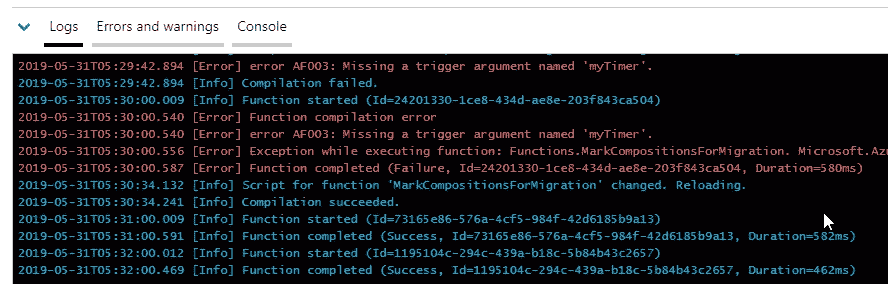 Logs Errors and warnings Console
2019-05-31T05:29:42.894 [Error] error AF003: Missing a trigger argument named 'myTimer'.
2019-05-31T05:29:42.894 [Info] Compilation failed.
2019-05-31T05:30:00.009 [Info] Function started (Id=24201330-1ce8-434d-ae8e-203f843ca504)
2019-05-31T05:30:00.540 [Error] Function compilation error
2019-05-31T05:30:00.540 [Error] error AF003: Missing a trigger argument named 'myTimer'.
2019-05-31T05:30:00.556 [Error] Exception while executing function: Functions.MarkCompositionsForMigration. Microsoft.Az
2019-05-31T05:30:00.587 [Error] Function completed (Failure, Id=24201330-1ce8-434d-ae8e-203f843ca504, Duration=580ms)
2019-05-31T05:30:34.132 [Info] Script for function 'MarkCompositionsForMigration' changed. Reloading.
2019-05-31T05:30:34.241 [Info] Compilation succeeded.
2019-05-31T05:31:00.009 [Info] Function started (Id=73165e86-576a-4cf5-984f-42d6185b9a13)
2019-05-31T05:31:00.591 [Info] Function completed (Success, Id=73165e86-576a-4cf5-984f-42d6185b9a13, Duration=582ms)
2019-05-31T05:32:00.012 [Info] Function started (Id=1195104c-294c-439a-b18c-5b84b43c2657)
2019-05-31T05:32:00.469 [Info] Function completed (Success, Id=1195104c-294c-439a-b18c-5b84b43c2657, Duration=462ms)